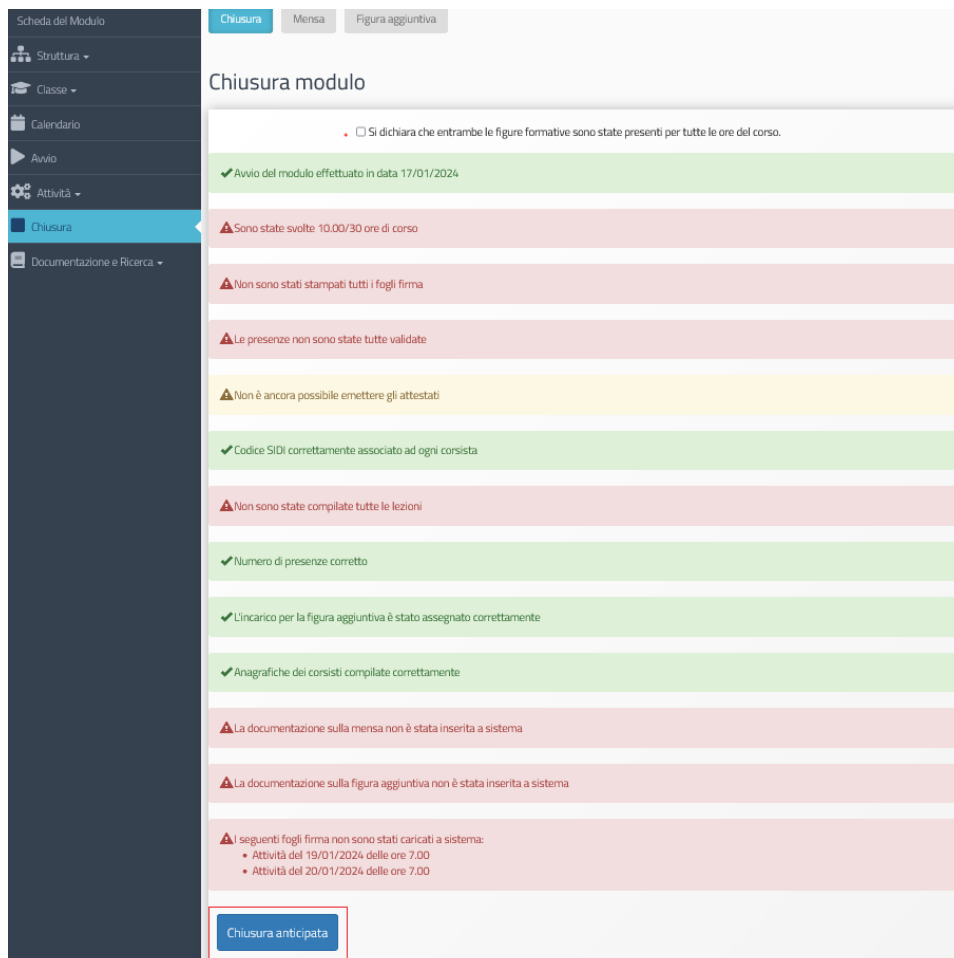 Scheda del Modulo
Struttura
Classe
Calendario
Avvio
Attività
Chiusura
Documentazione e Ricerca
Chiusura Mensa Figura aggiuntiva
Chiusura modulo
Si dichiara che entrambe le figure formative sono state presenti per tutte le ore del corso.
Avvio del modulo effettuato in data 17/01/2024
Sono state svolte 10.00/30 ore di corso
Non sono stati stampati tutti i fogli firma
Le presenze non sono state tutte validate
Non è ancora possibile emettere gli attestati
Codice SIDI correttamente associato ad ogni corsista
Non sono state compilate tutte le lezioni
Numero di presenze corretto
L'incarico per la figura aggiuntiva è stato assegnato correttamente
Anagrafiche dei corsisti compilate correttamente
La documentazione sulla mensa non è stata inserita a sistema
La documentazione sulla figura aggiuntiva non è stata inserita a sistema
I seguenti fogli firma non sono stati caricati a sistema:
• Attività del 19/01/2024 delle ore 7.00
• Attività del 20/01/2024 delle ore 7.00
Chiusura anticipata